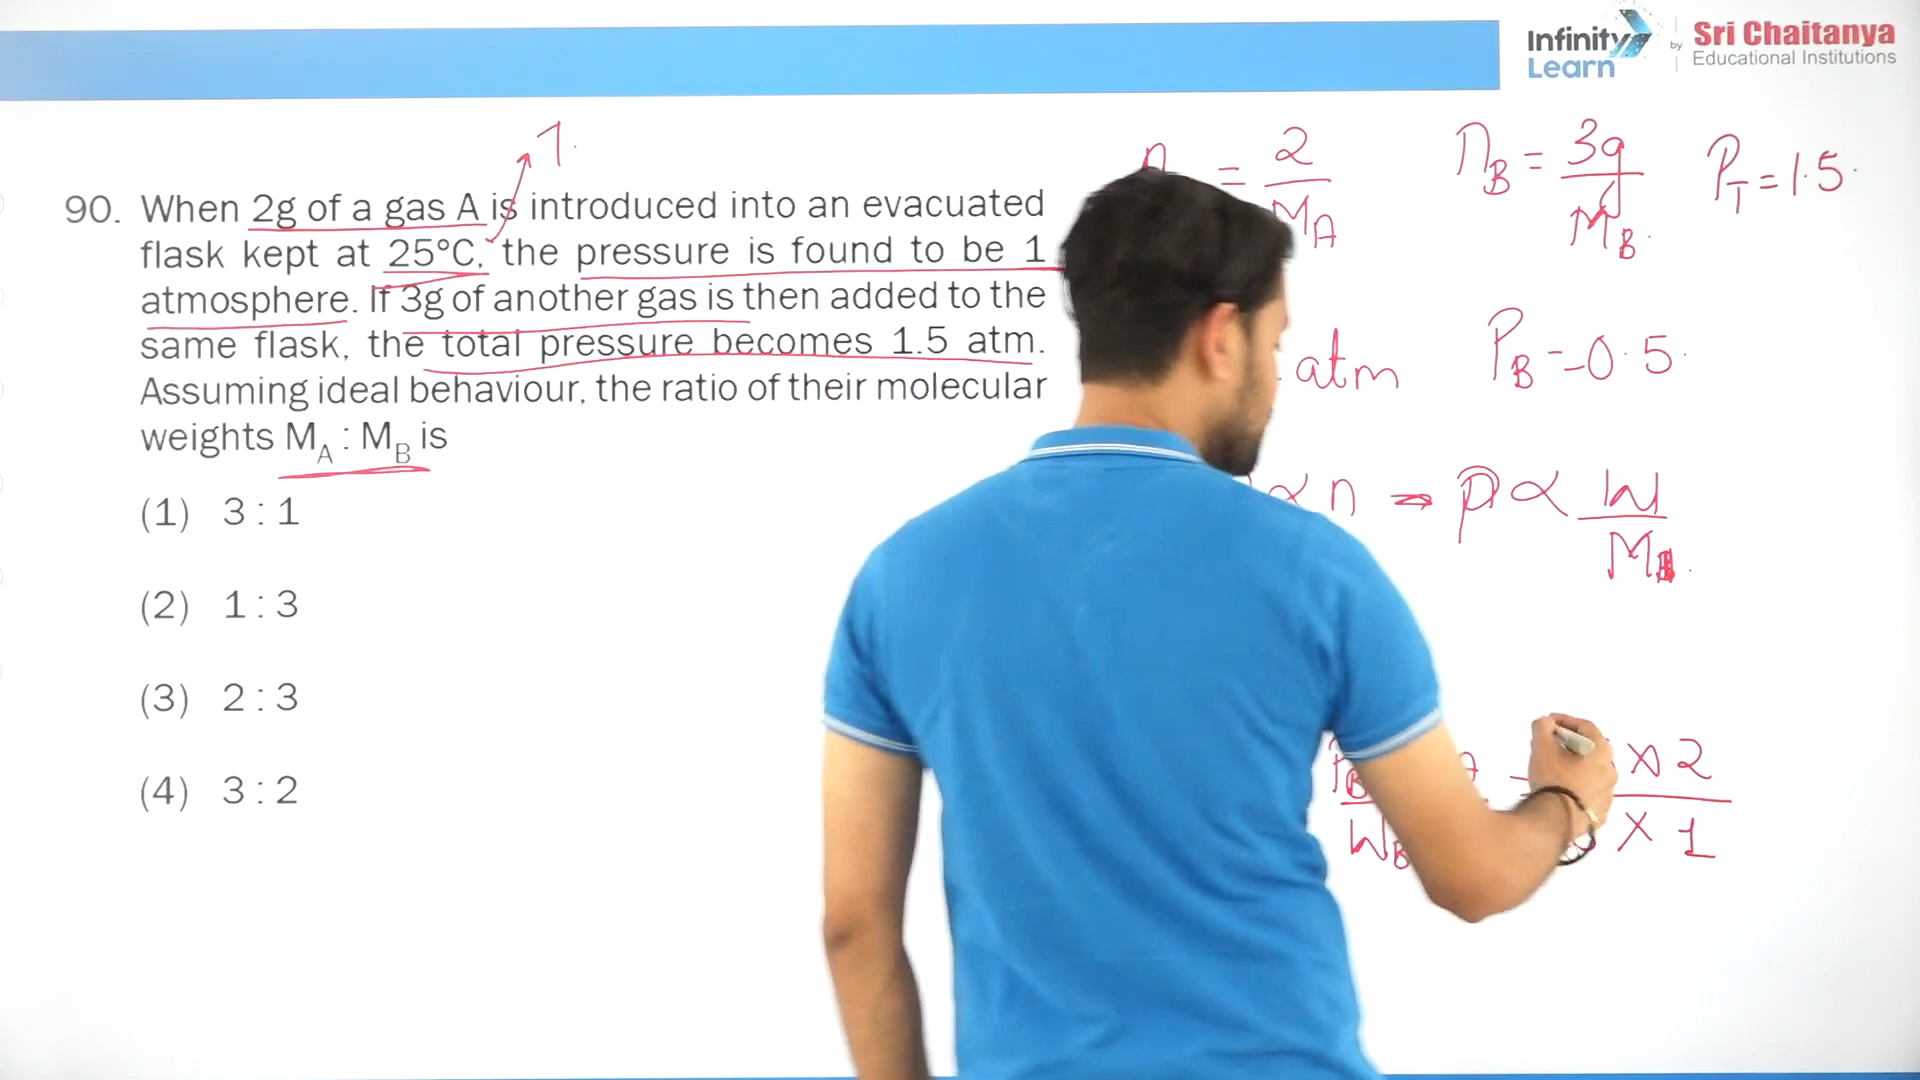 Infinity Learn by Sri Chaitanya Educational Institutions
90. When 2g of a gas A is introduced into an evacuated
flask kept at 25°C, the pressure is found to be 1
atmosphere. If 3g of another gas is then added to the
same flask, the total pressure becomes 1.5 atm.
Assuming ideal behaviour, the ratio of their molecular
weights M_A : M_B is
(1) 3 : 1
(2) 1 : 3
(3) 2 : 3
(4) 3 : 2
n = 2/M_A
n_B = 3g/M_B
P_T = 1.5
atm
P_B = 0.5
∝ n ⇒ P ∝ W/M
P_B
W_B
× 2
× 1